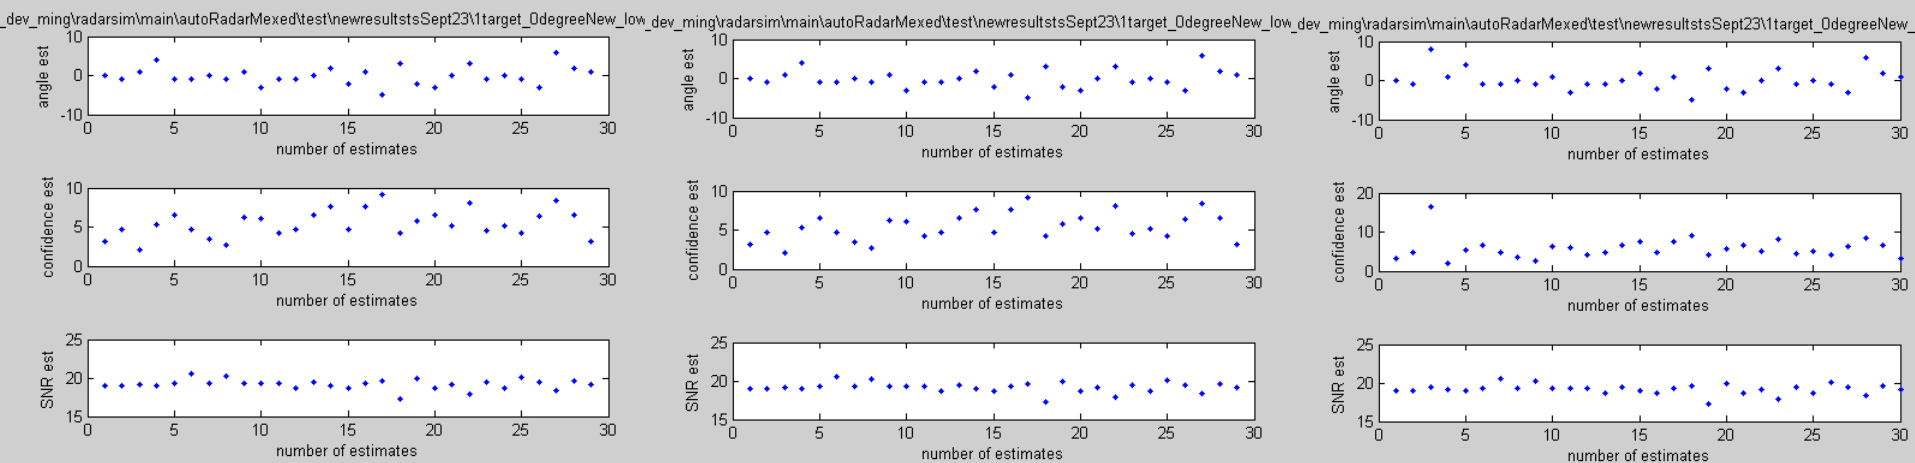 _dev_ming\radarsim\main\autoRadarMexed\test\newresultstsSept23\1target_0degreeNew_low
10
0
-10
angle est
0 5 10 15 20 25 30
number of estimates
10
5
0
confidence est
0 5 10 15 20 25 30
number of estimates
25
20
15
SNR est
0 5 10 15 20 25 30
number of estimates
_dev_ming\radarsim\main\autoRadarMexed\test\newresultstsSept23\1target_0degreeNew_low
10
0
-10
angle est
0 5 10 15 20 25 30
number of estimates
10
5
0
confidence est
0 5 10 15 20 25 30
number of estimates
25
20
15
SNR est
0 5 10 15 20 25 30
number of estimates
_dev_ming\radarsim\main\autoRadarMexed\test\newresultstsSept23\1target_0degreeNew_
10
0
-10
angle est
0 5 10 15 20 25 30
number of estimates
20
10
0
confidence est
0 5 10 15 20 25 30
number of estimates
25
20
15
SNR est
0 5 10 15 20 25 30
number of estimates